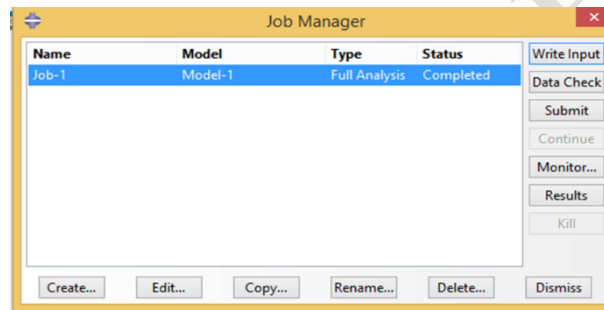 Job Manager
Name Model Type Status
Job-1 Model-1 Full Analysis Completed
Write Input
Data Check
Submit
Continue
Monitor...
Results
Kill
Create... Edit... Copy... Rename... Delete... Dismiss